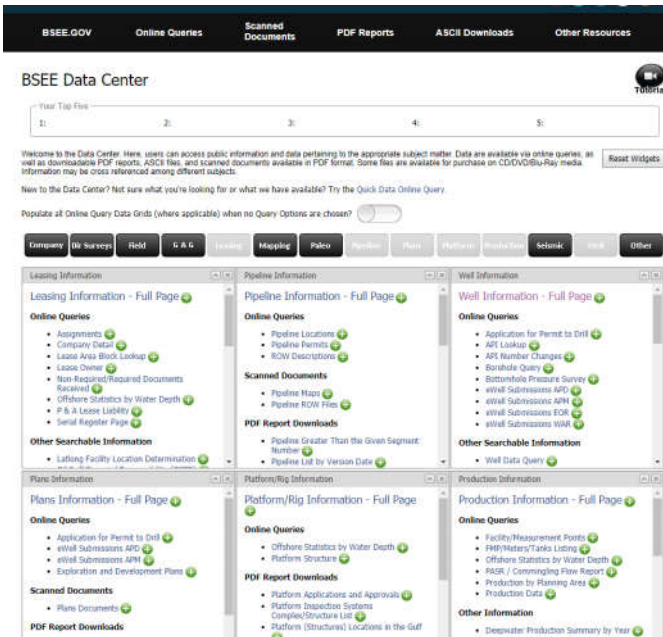 BSEE.GOV
Online Queries
Scanned
Documents
PDF Reports
ASCII Downloads
Other Resources
BSEE Data Center
Tutoria
Your Top Five
1:
2:
3:
4:
5:
Welcome to the Data Center. Here, users can access public information and data pertaining to the appropriate subject matter. Data are available via online queries, as
well as downloadable PDF reports, ASCII files, and scanned documents available in PDF format. Some files are available for purchase on CD/DVD/Blu-Ray media.
Information may be cross referenced among different subjects.
Reset Widgets
New to the Data Center? Not sure what you're looking for or what we have available? Try the Quick Data Online Query.
Populate all Online Query Data Grids (where applicable) when no Query Options are chosen?
Company
Dir Surveys
Field
G & G
Leasing
Mapping
Paleo
Pipeline
Plans
Platform
Production
Seismic
Well
Other
Leasing Information
Leasing Information - Full Page
Online Queries
Assignments
Company Detail
Lease Area Block Lookup
Lease Owner
Non-Required/Required Documents
Received
Offshore Statistics by Water Depth
P & A Lease Liability
Serial Register Page
Other Searchable Information
Latlong Facility Location Determination
Pipeline Information
Pipeline Information - Full Page
Online Queries
Pipeline Locations
Pipeline Permits
ROW Descriptions
Scanned Documents
Pipeline Maps
Pipeline ROW Files
PDF Report Downloads
Pipeline Greater Than the Given Segment
Number
Pipeline List by Version Date
Well Information
Well Information - Full Page
Online Queries
Application for Permit to Drill
API Lookup
API Number Changes
Borehole Query
Bottomhole Pressure Survey
eWell Submissions APD
eWell Submissions APM
eWell Submissions EOR
eWell Submissions WAR
Other Searchable Information
Well Data Query
Plans Information
Plans Information - Full Page
Online Queries
Application for Permit to Drill
eWell Submissions APD
eWell Submissions APM
Exploration and Development Plans
Scanned Documents
Plans Documents
PDF Report Downloads
Platform/Rig Information
Platform/Rig Information - Full Page
Online Queries
Offshore Statistics by Water Depth
Platform Structure
PDF Report Downloads
Platform Applications and Approvals
Platform Inspection Systems
Complex/Structure List
Platform (Structures) Locations in the Gulf
Production Information
Production Information - Full Page
Online Queries
Facility/Measurement Points
FMP/Meters/Tanks Listing
Offshore Statistics by Water Depth
PASR / Commingling Flow Report
Production by Planning Area
Production Data
Other Information
Deepwater Production Summary by Year